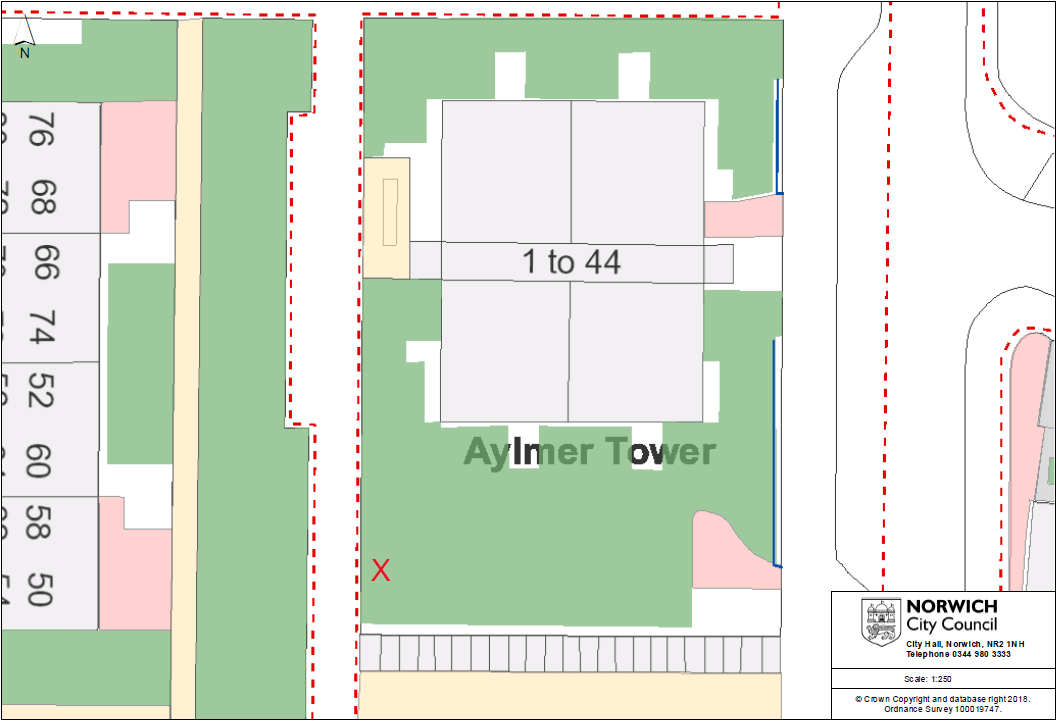 N
76
68
66
74
52
60
58
50
1 to 44
Aylmer Tower
X
NORWICH
City Council
City Hall, Norwich, NR2 1NH
Telephone 0344 980 3333
Scale: 1:250
© Crown Copyright and database right 2018.
Ordnance Survey 100019747.